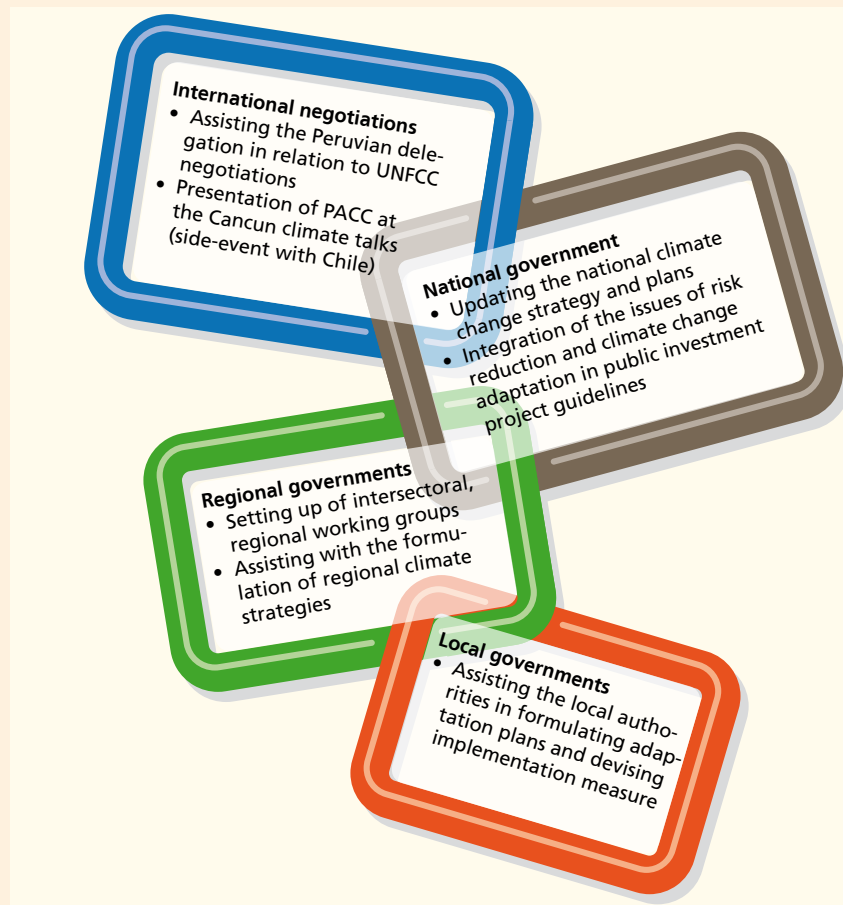 International negotiations
• Assisting the Peruvian dele-
gation in relation to UNFCC
negotiations
• Presentation of PACC at
the Cancun climate talks
(side-event with Chile)
National government
• Updating the national climate
change strategy and plans
• Integration of the issues of risk
reduction and climate change
adaptation in public investment
project guidelines
Regional governments
• Setting up of intersectoral,
regional working groups
• Assisting with the formu-
lation of regional climate
strategies
Local governments
• Assisting the local autho-
rities in formulating adap-
tation plans and devising
implementation measure